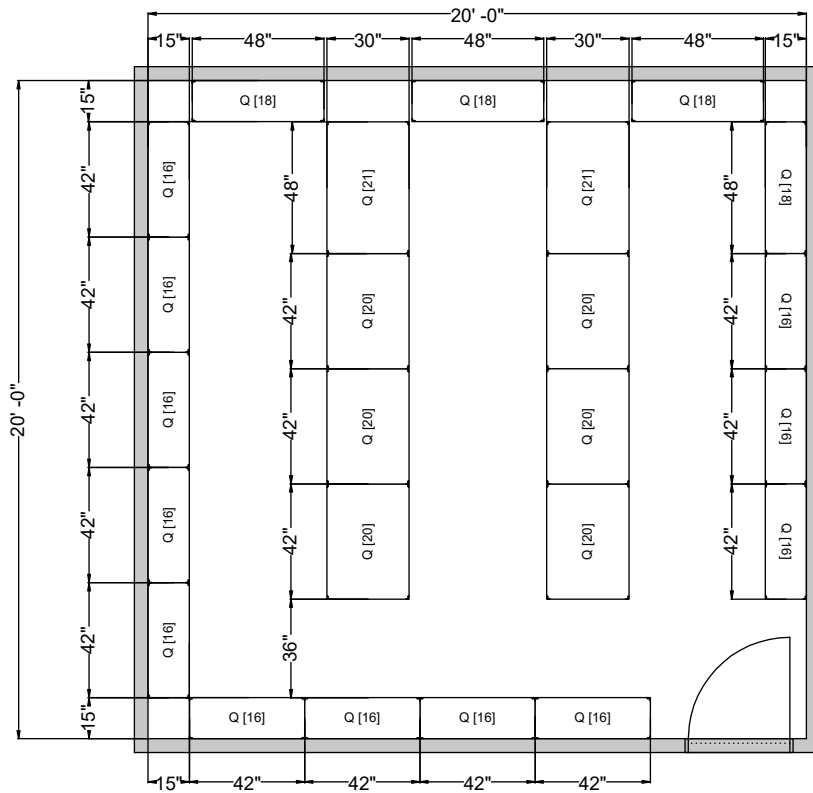 20' -0"
15" 48" 30" 48" 30" 48" 15"
15"
Q [18] Q [18] Q [18]
42" Q [16] 48" Q [21] Q [21] 48" Q [18]
42" Q [16] 42" Q [20] Q [20] 42" Q [16]
20' -0"
42" Q [16] 42" Q [20] Q [20] 42" Q [16]
42" Q [16] 42" Q [20] Q [20] 42" Q [16]
42" Q [16] 36"
15" Q [16] Q [16] Q [16] Q [16]
15" 42" 42" 42" 42"